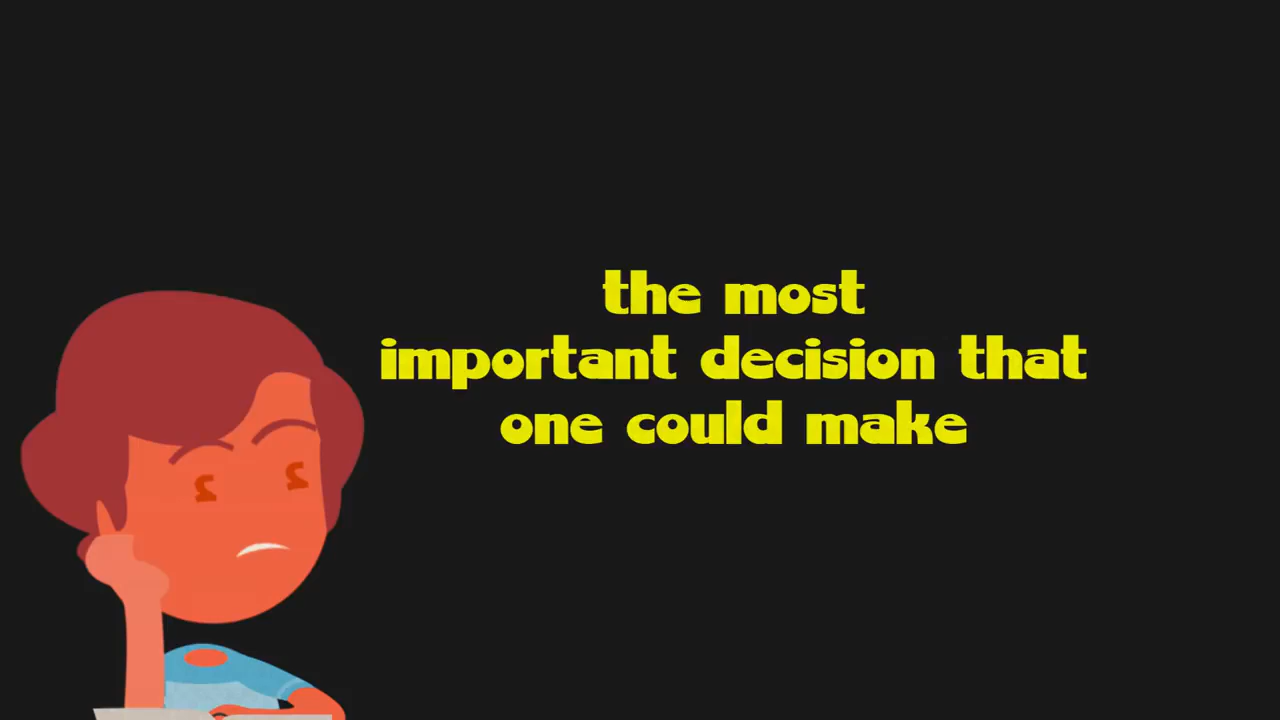 the most
important decision that
one could make